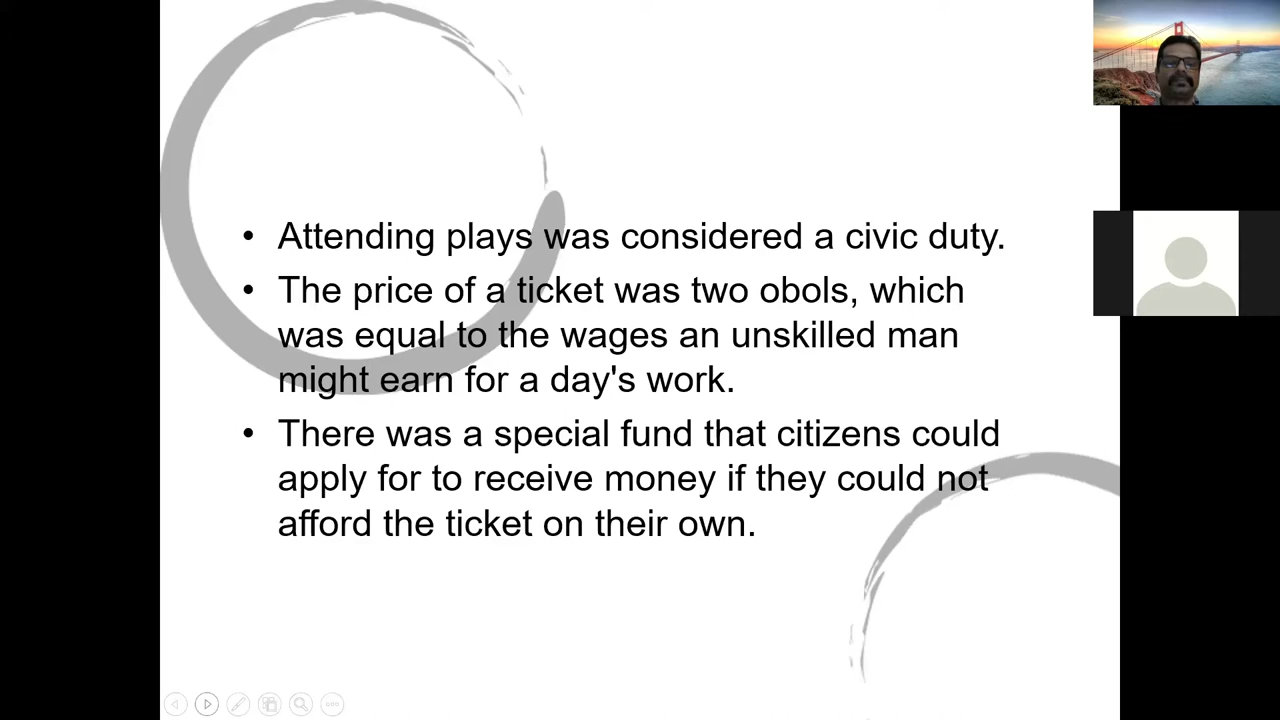 • Attending plays was considered a civic duty.
• The price of a ticket was two obols, which
was equal to the wages an unskilled man
might earn for a day's work.
• There was a special fund that citizens could
apply for to receive money if they could not
afford the ticket on their own.